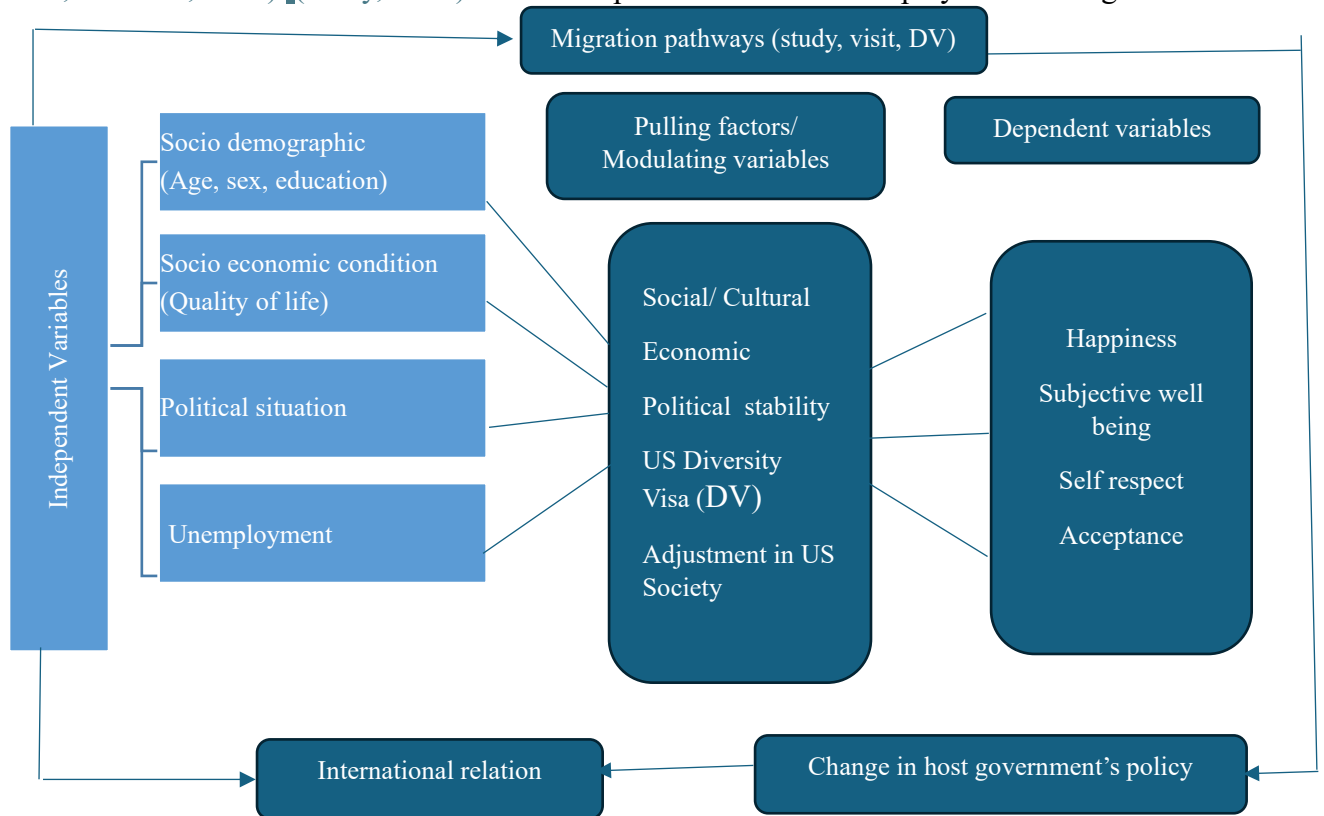 Migration pathways (study, visit, DV)
Pulling factors/
Modulating variables
Dependent variables
Independent Variables
Socio demographic
(Age, sex, education)
Socio economic condition
(Quality of life)
Political situation
Unemployment
Social/ Cultural
Economic
Political stability
US Diversity
Visa (DV)
Adjustment in US
Society
Happiness
Subjective well
being
Self respect
Acceptance
International relation
Change in host government’s policy